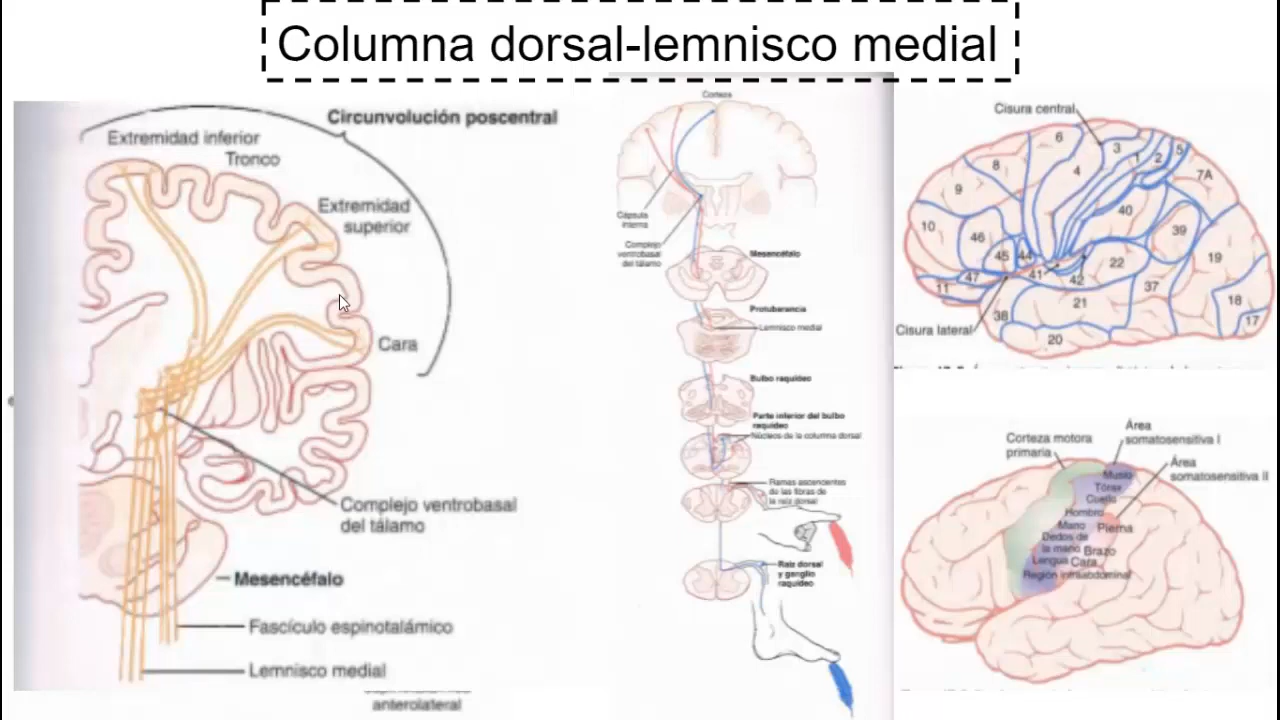 Columna dorsal-lemnisco medial
Circunvolución poscentral
Extremidad inferior
Tronco
Extremidad
superior
Cara
Complejo ventrobasal
del tálamo
Mesencéfalo
Fascículo espinotalámico
Lemnisco medial
anterolateral
Corteza
Cápsula
interna
Complejo
ventrobasal
del tálamo
Mesencéfalo
Protuberancia
Lemnisco medial
Bulbo raquídeo
Parte inferior del bulbo
raquídeo
Núcleos de la columna dorsal
Ramas ascendentes
de las fibras de
la raíz dorsal
Raíz dorsal
y ganglio
raquídeo
Cisura central
6
3
1
2
5
8
4
7A
9
40
10
46
39
45
44
19
22
41
42
47
37
11
21
18
38
17
Cisura lateral
20
Área
somatosensitiva I
Corteza motora
primaria
Área
somatosensitiva II
Muslo
Tórax
Cuello
Hombro
Mano
Pierna
Dedos de
la mano
Brazo
Lengua
Cara
Región intraabdominal